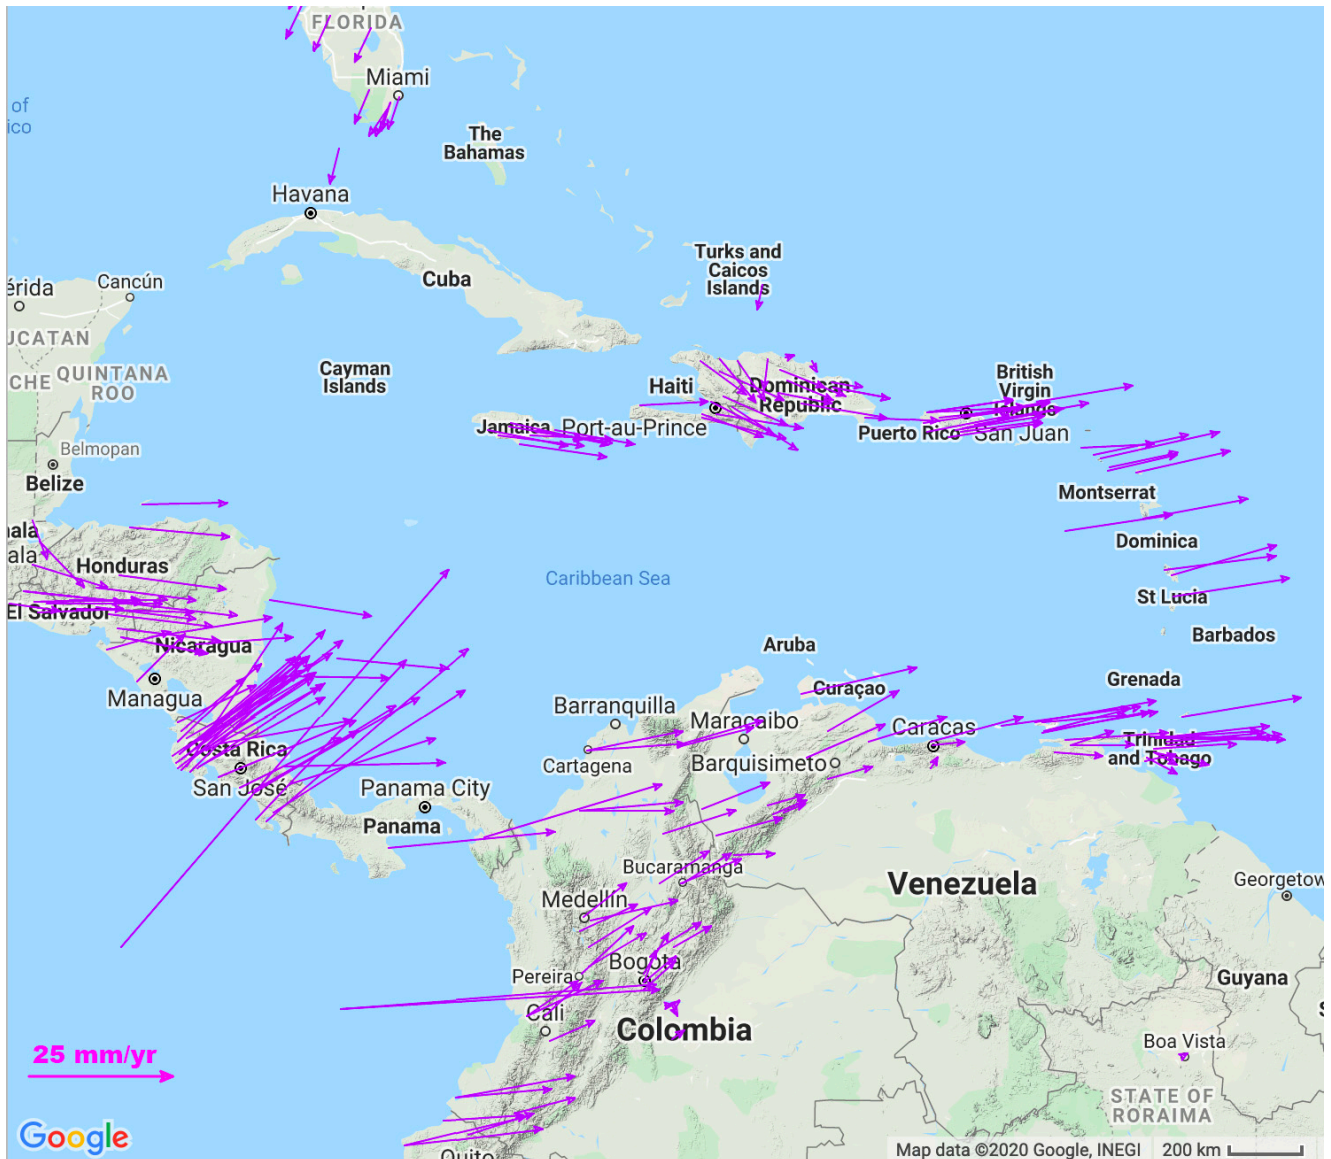 FLORIDA
Miami
of
ico
The
Bahamas
Havana
Turks and
Caicos
Islands
Cuba
Cancún
érida
UCATAN
CHE
QUINTANA
ROO
Cayman
Islands
Haiti
Dominican
Republic
British
Virgin
Islands
Jamaica
Port-au-Prince
Puerto Rico
San Juan
Belmopan
Belize
Montserrat
nala
ala
Honduras
Dominica
Caribbean Sea
El Salvador
St Lucia
Nicaragua
Aruba
Barbados
Managua
Curaçao
Grenada
Barranquilla
Maracaibo
Caracas
Costa Rica
Cartagena
Barquisimeto
Trinidad
and Tobago
San José
Panama City
Panama
Bucaramanga
Venezuela
Georgetow
Medellín
Bogota
Pereira
Guyana
Cali
Colombia
Boa Vista
25 mm/yr
STATE OF
RORAIMA
Google
Quito
Map data ©2020 Google, INEGI
200 km